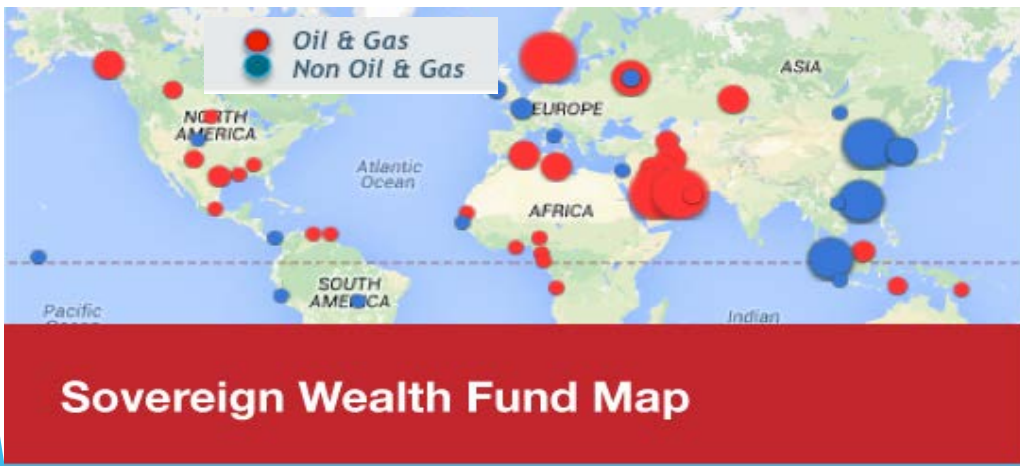 Oil & Gas
Non Oil & Gas
ASIA
NORTH
AMERICA
EUROPE
Atlantic
Ocean
AFRICA
SOUTH
AMERICA
Pacific
Ocean
Indian
Sovereign Wealth Fund Map